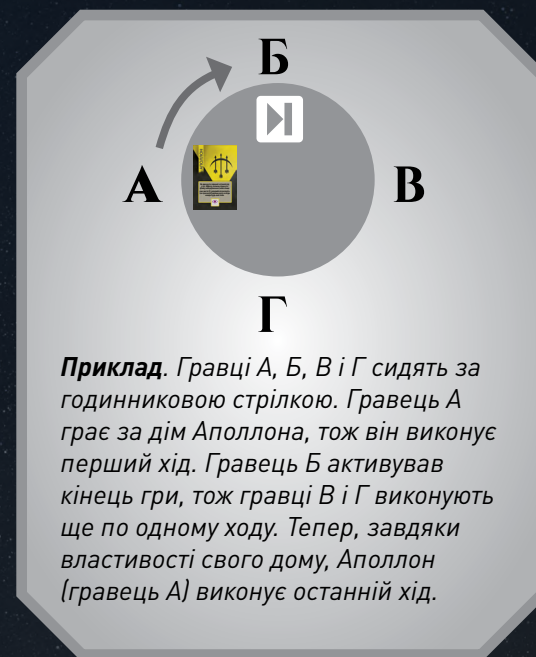 Б
А
В
Г
Приклад. Гравці А, Б, В і Г сидять за
годинниковою стрілкою. Гравець А
грає за дім Аполлона, тож він виконує
перший хід. Гравець Б активував
кінець гри, тож гравці В і Г виконують
ще по одному ходу. Тепер, завдяки
властивості свого дому, Аполлон
(гравець А) виконує останній хід.